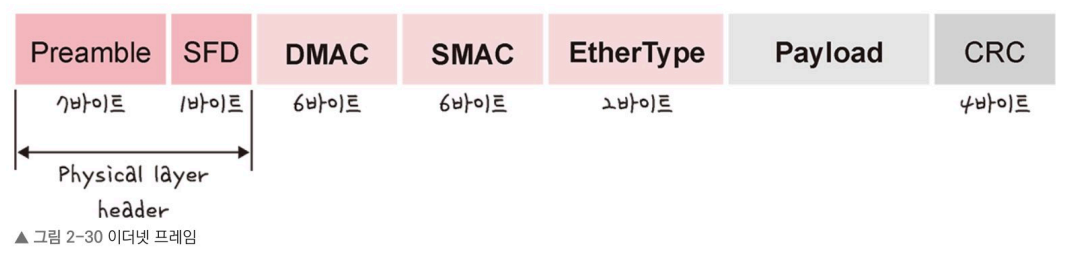 Preamble SFD DMAC SMAC EtherType Payload CRC
7바이트 1바이트 6바이트 6바이트 2바이트 4바이트
Physical layer
header
▲ 그림 2-30 이더넷 프레임